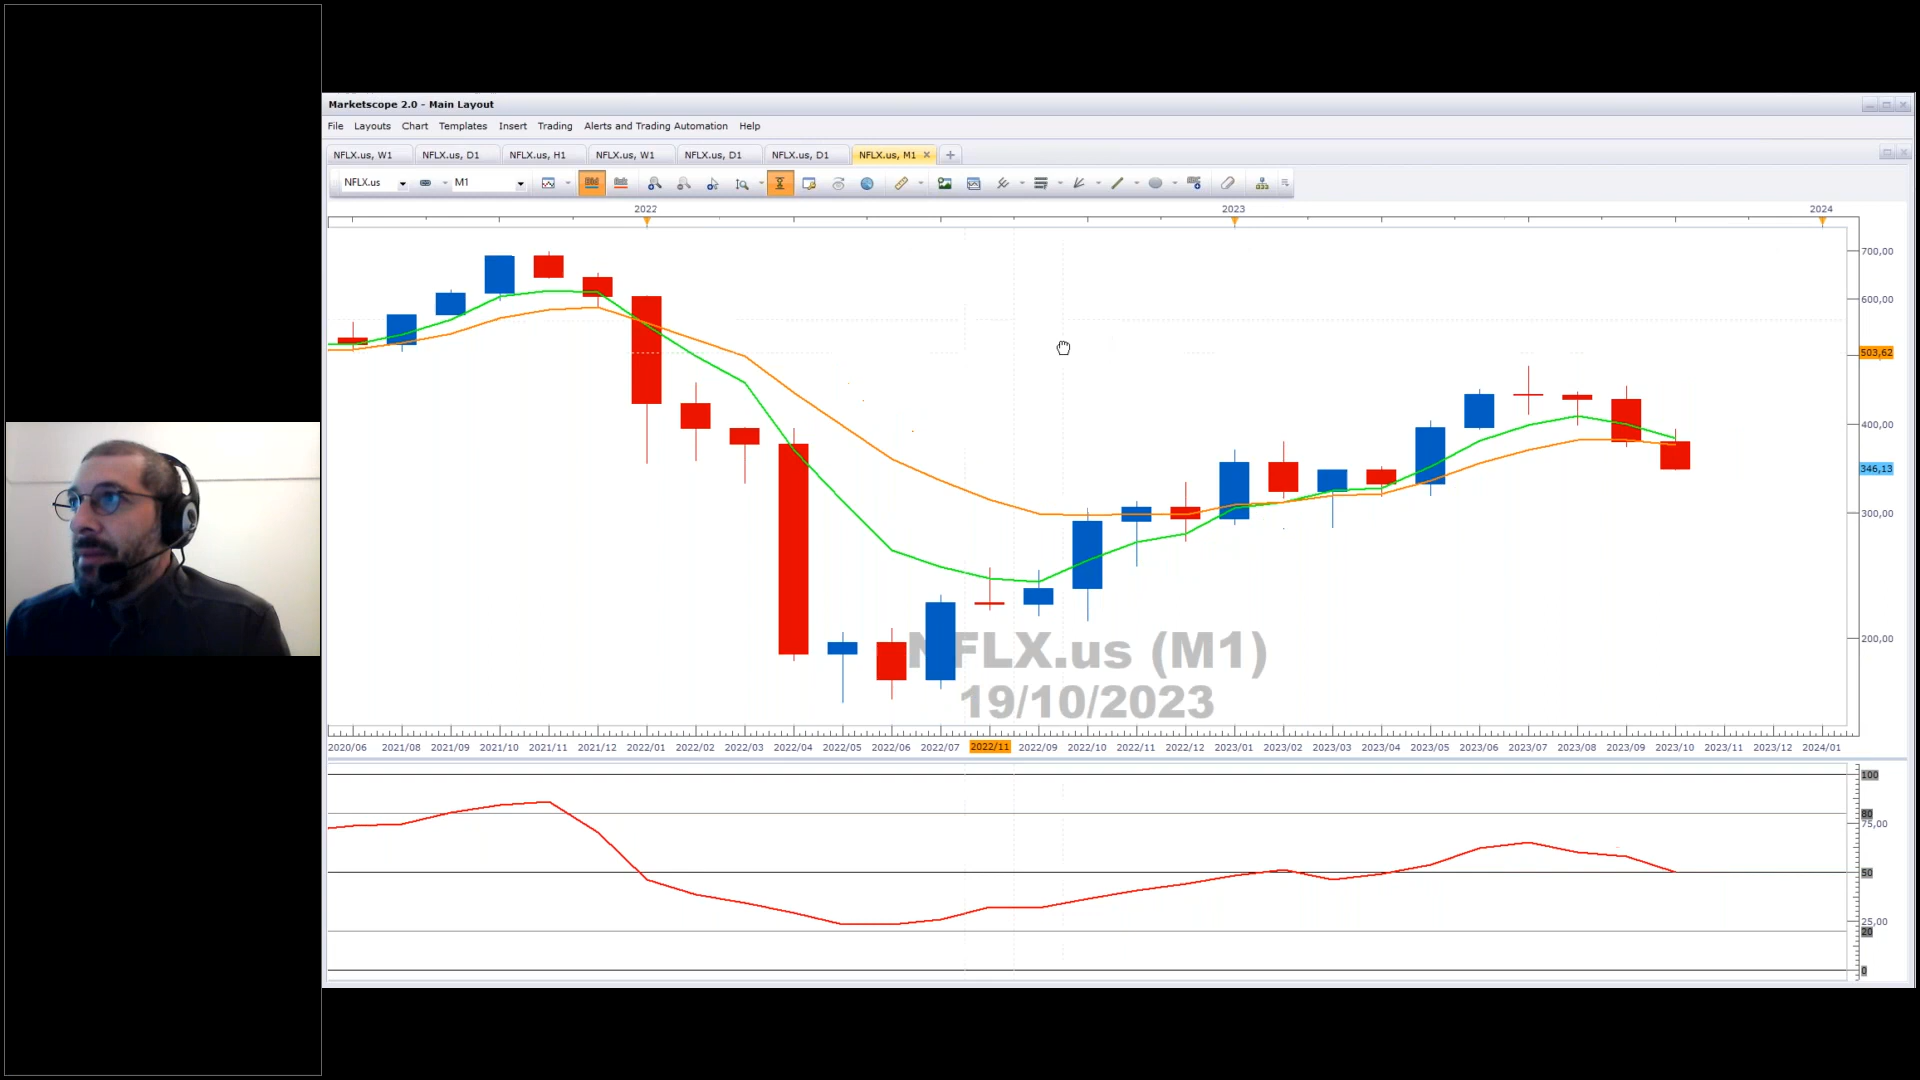 Marketscope 2.0 - Main Layout
File Layouts Chart Templates Insert Trading Alerts and Trading Automation Help
NFLX.us, W1 NFLX.us, D1 NFLX.us, H1 NFLX.us, W1 NFLX.us, D1 NFLX.us, D1 NFLX.us, M1
NFLX.us M1
2022 2023 2024
700,00
600,00
503,62
400,00
346,13
300,00
200,00
NFLX.us (M1)
19/10/2023
2020/06 2021/08 2021/09 2021/10 2021/11 2021/12 2022/01 2022/02 2022/03 2022/04 2022/05 2022/06 2022/07 2022/11 2022/09 2022/10 2022/11 2022/12 2023/01 2023/02 2023/03 2023/04 2023/05 2023/06 2023/07 2023/08 2023/09 2023/10 2023/11 2023/12 2024/01
100
80
75,00
50
25,00
20
0